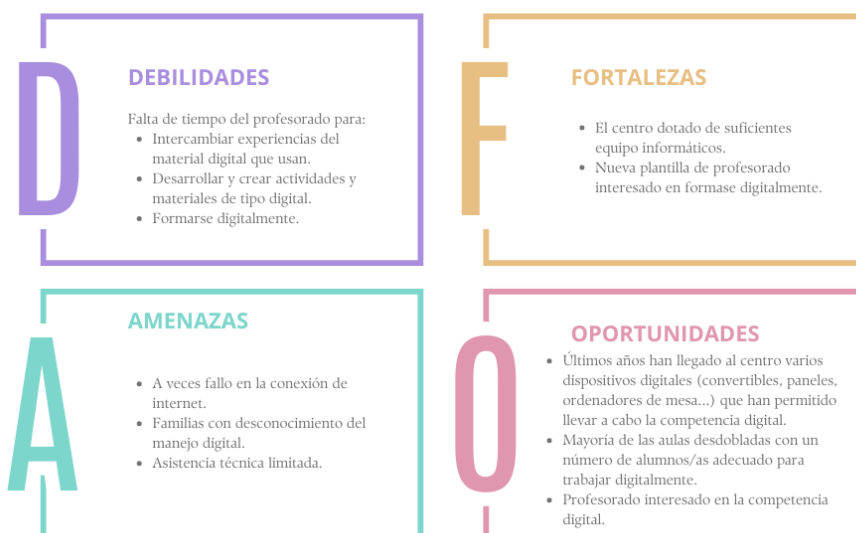 D
DEBILIDADES
Falta de tiempo del profesorado para:
• Intercambiar experiencias del
material digital que usan.
• Desarrollar y crear actividades y
materiales de tipo digital.
• Formarse digitalmente.
F
FORTALEZAS
• El centro dotado de suficientes
equipo informáticos.
• Nueva plantilla de profesorado
interesado en formase digitalmente.
A
AMENAZAS
• A veces fallo en la conexión de
internet.
• Familias con desconocimiento del
manejo digital.
• Asistencia técnica limitada.
O
OPORTUNIDADES
• Últimos años han llegado al centro varios
dispositivos digitales (convertibles, paneles,
ordenadores de mesa...) que han permitido
llevar a cabo la competencia digital.
• Mayoría de las aulas desdobladas con un
número de alumnos/as adecuado para
trabajar digitalmente.
• Profesorado interesado en la competencia
digital.